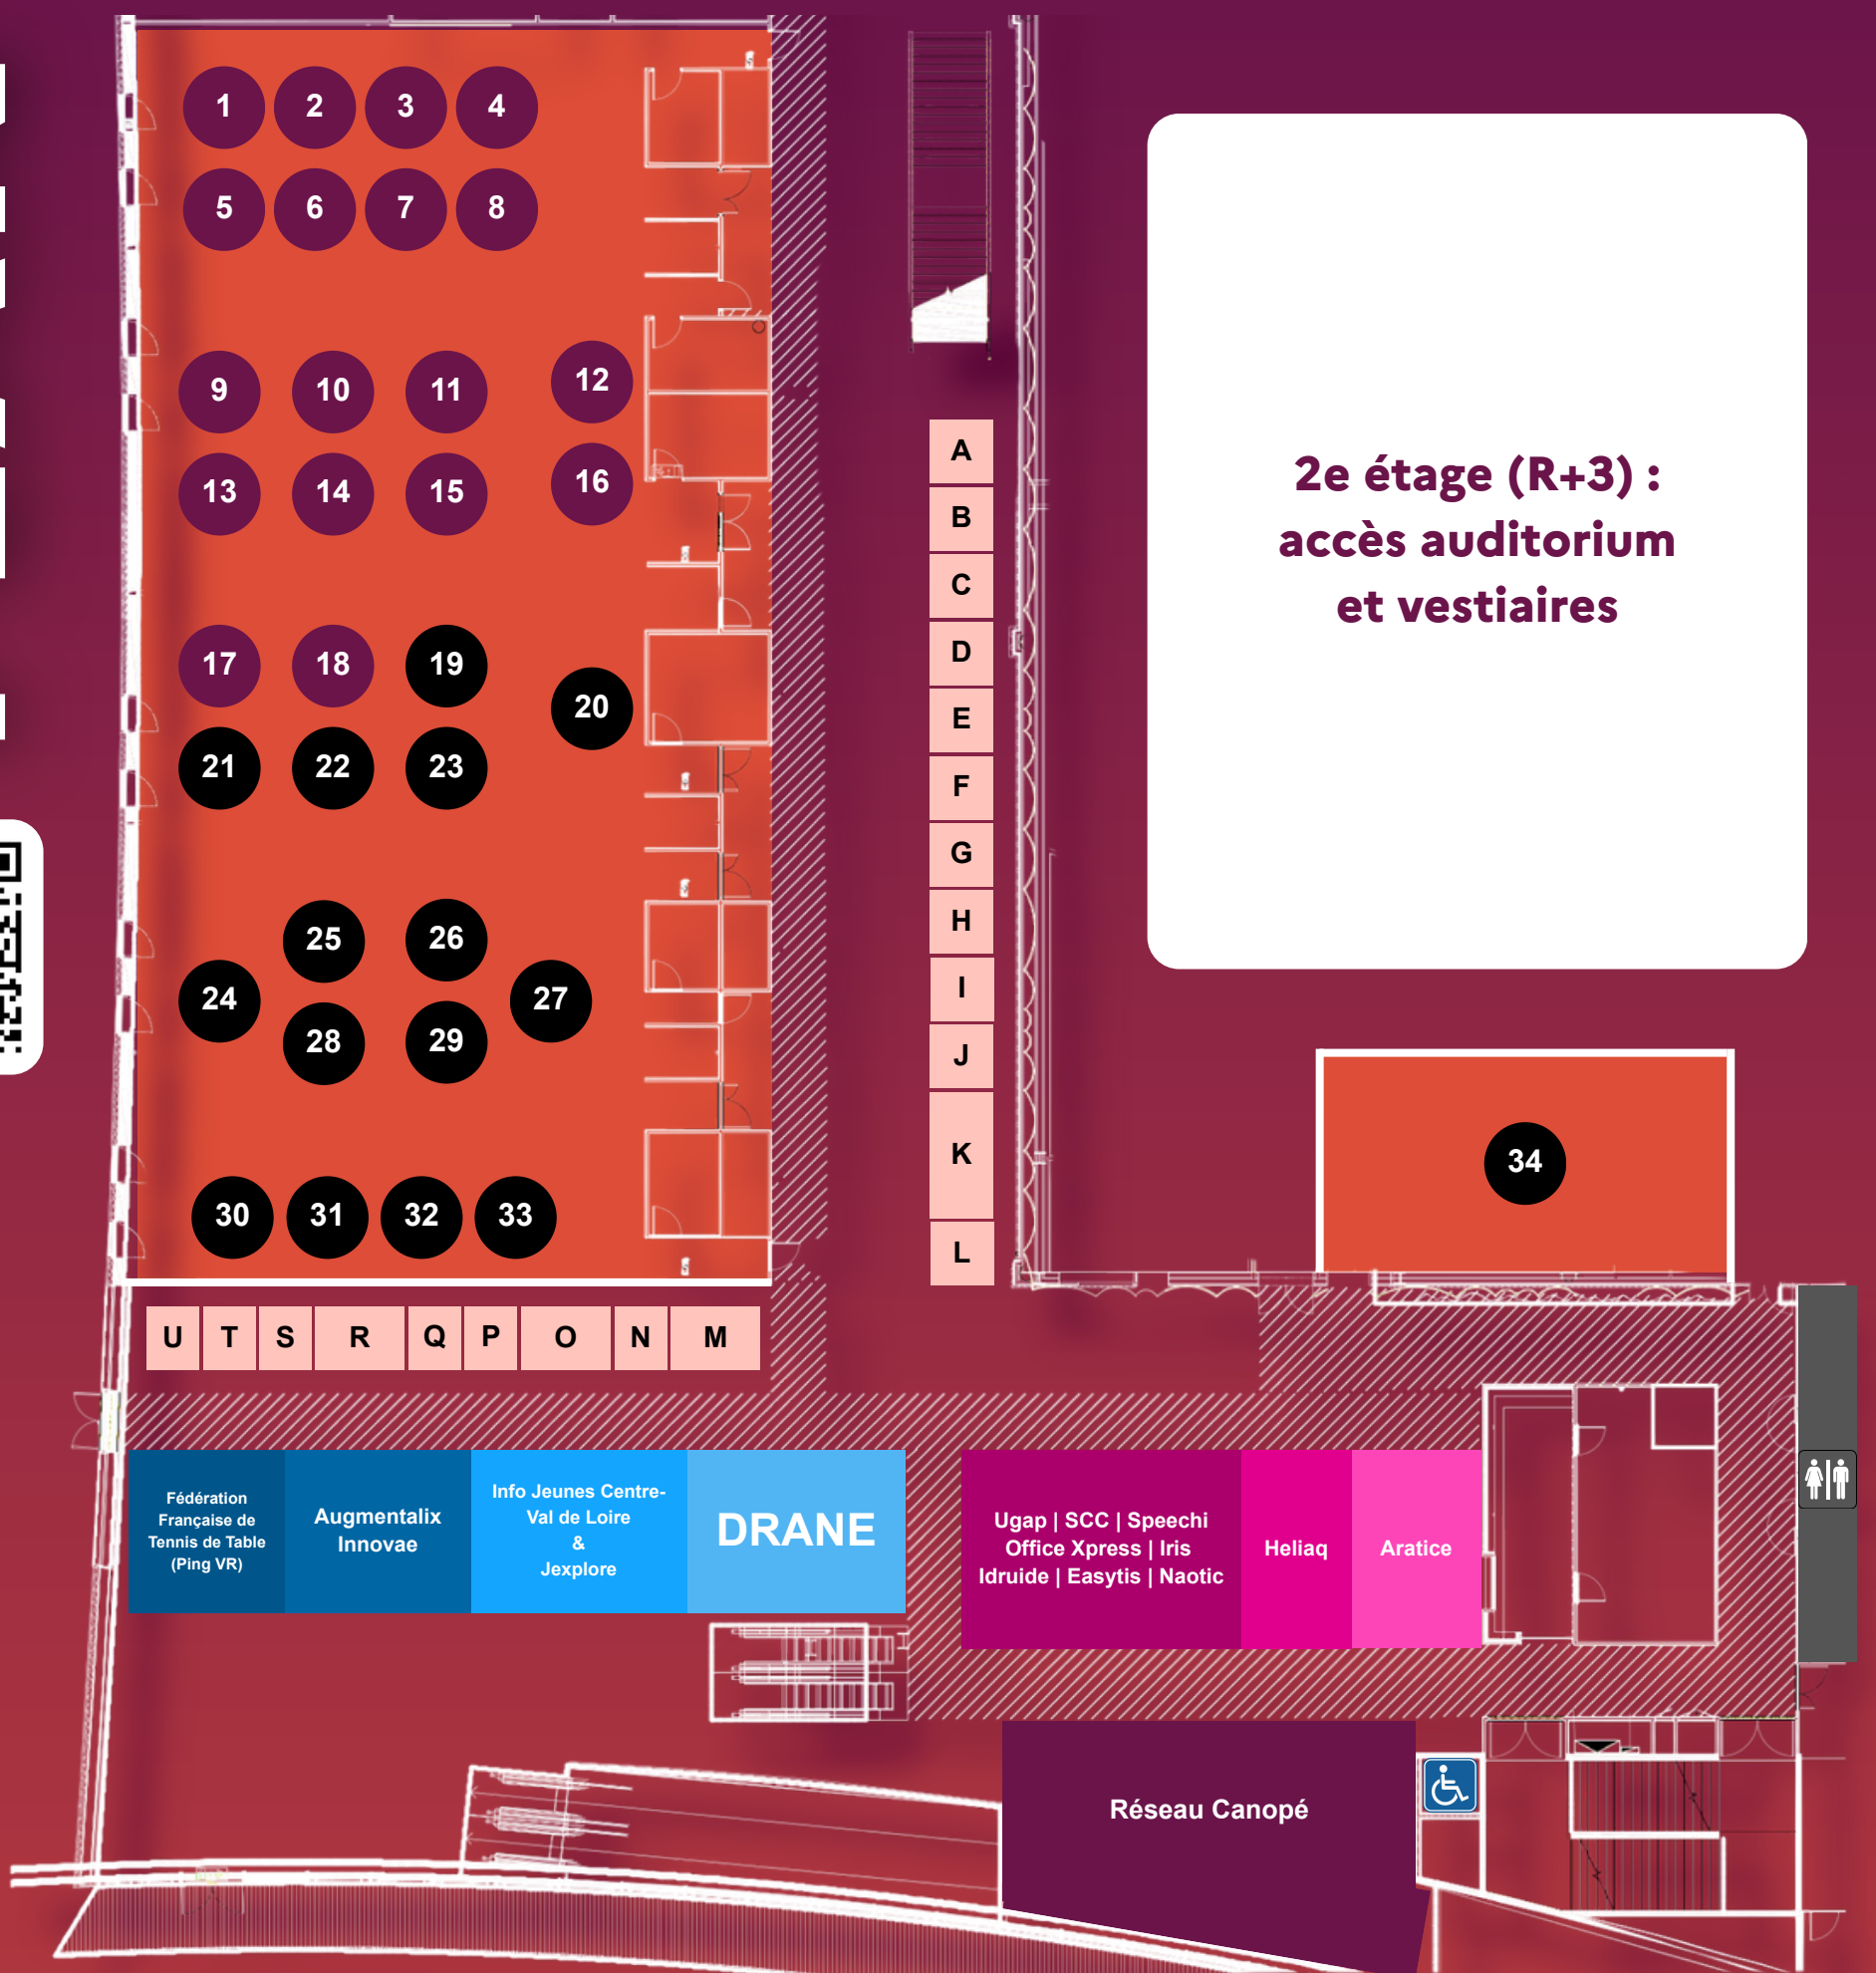 1 2 3 4
5 6 7 8
9 10 11 12
13 14 15 16
17 18 19 20
21 22 23
25 26
24 27
28 29
30 31 32 33
A
B
C
D
E
F
G
H
I
J
K
L
2e étage (R+3) :
accès auditorium
et vestiaires
34
U T S R Q P O N M
Fédération
Française de
Tennis de Table
(Ping VR)
Augmentalix
Innovae
Info Jeunes Centre-
Val de Loire
&
Jexplore
DRANE
Ugap | SCC | Speechi
Office Xpress | Iris
Idruide | Easytis | Naotic
Heliaq
Aratice
Réseau Canopé